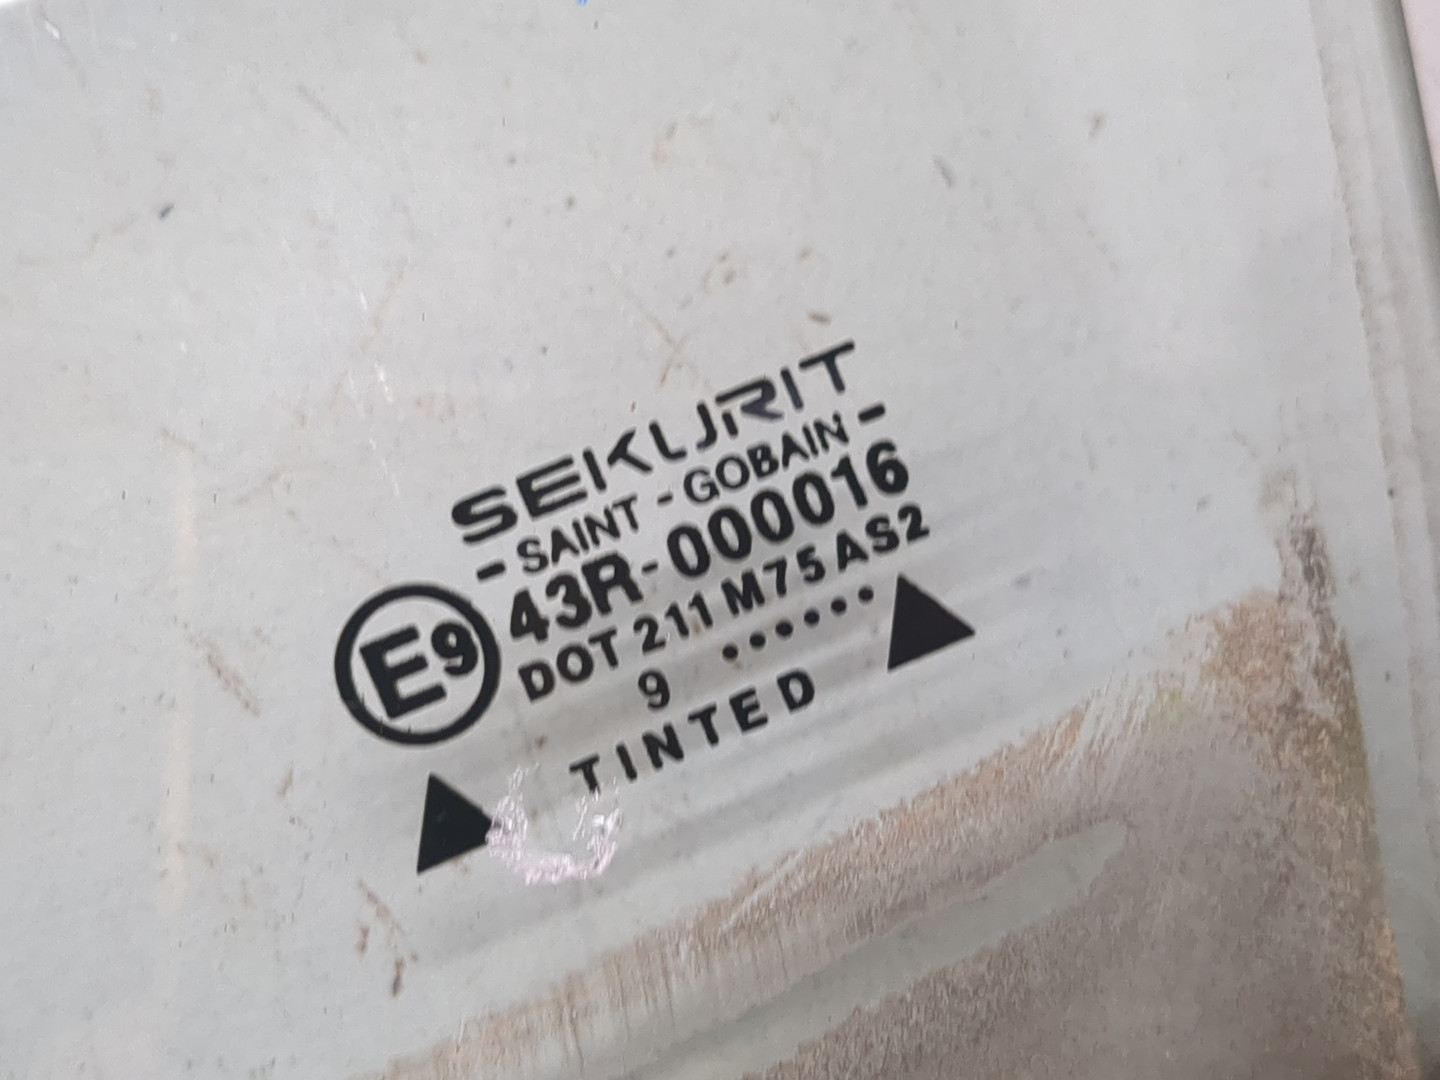 SEKURIT
- SAINT - GOBAIN -
E9 43R-000016
DOT 211 M75 AS2
9 ······
TINTED